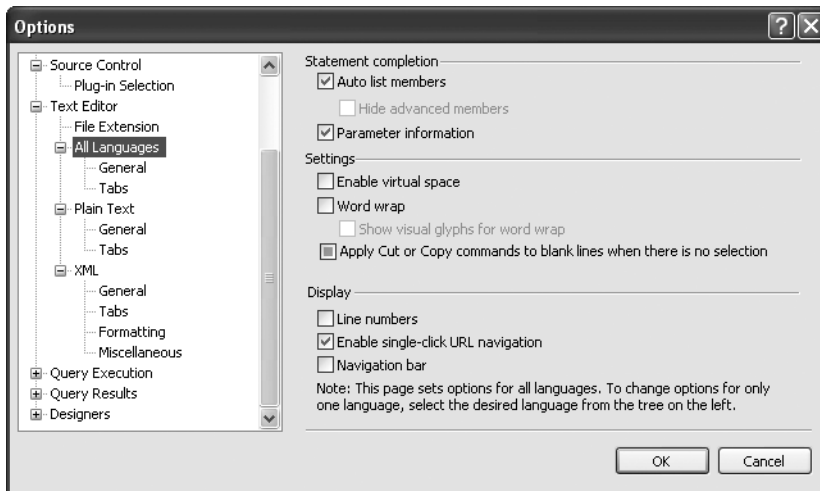 Options
Source Control
Plug-in Selection
Text Editor
File Extension
All Languages
General
Tabs
Plain Text
General
Tabs
XML
General
Tabs
Formatting
Miscellaneous
Query Execution
Query Results
Designers
Statement completion
Auto list members
Hide advanced members
Parameter information
Settings
Enable virtual space
Word wrap
Show visual glyphs for word wrap
Apply Cut or Copy commands to blank lines when there is no selection
Display
Line numbers
Enable single-click URL navigation
Navigation bar
Note: This page sets options for all languages. To change options for only
one language, select the desired language from the tree on the left.
OK
Cancel